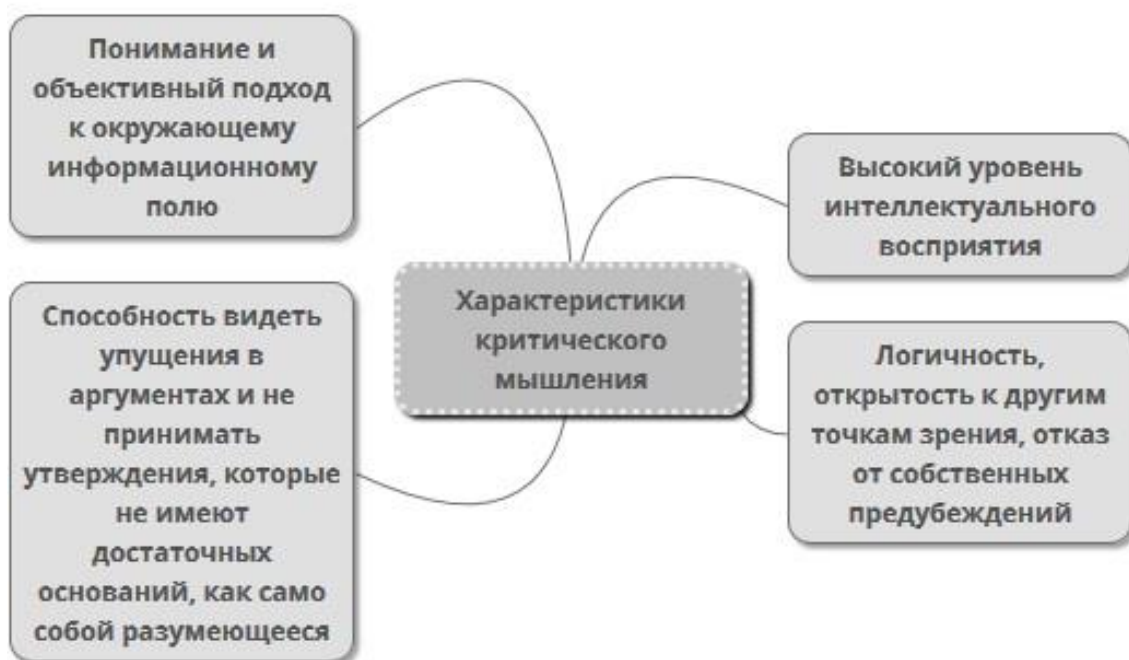 Понимание и
объективный подход
к окружающему
информационному
полю
Высокий уровень
интеллектуального
восприятия
Характеристики
критического
мышления
Способность видеть
упущения в
аргументах и не
принимать
утверждения, которые
не имеют
достаточных
оснований, как само
собой разумеющееся
Логичность,
открытость к другим
точкам зрения, отказ
от собственных
предубеждений